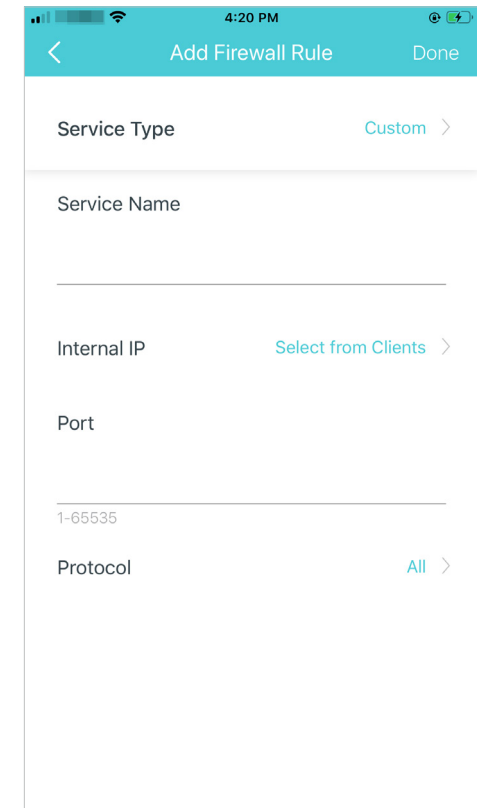 4:20 PM
Add Firewall Rule Done
Service Type Custom
Service Name
Internal IP Select from Clients
Port
1-65535
Protocol All